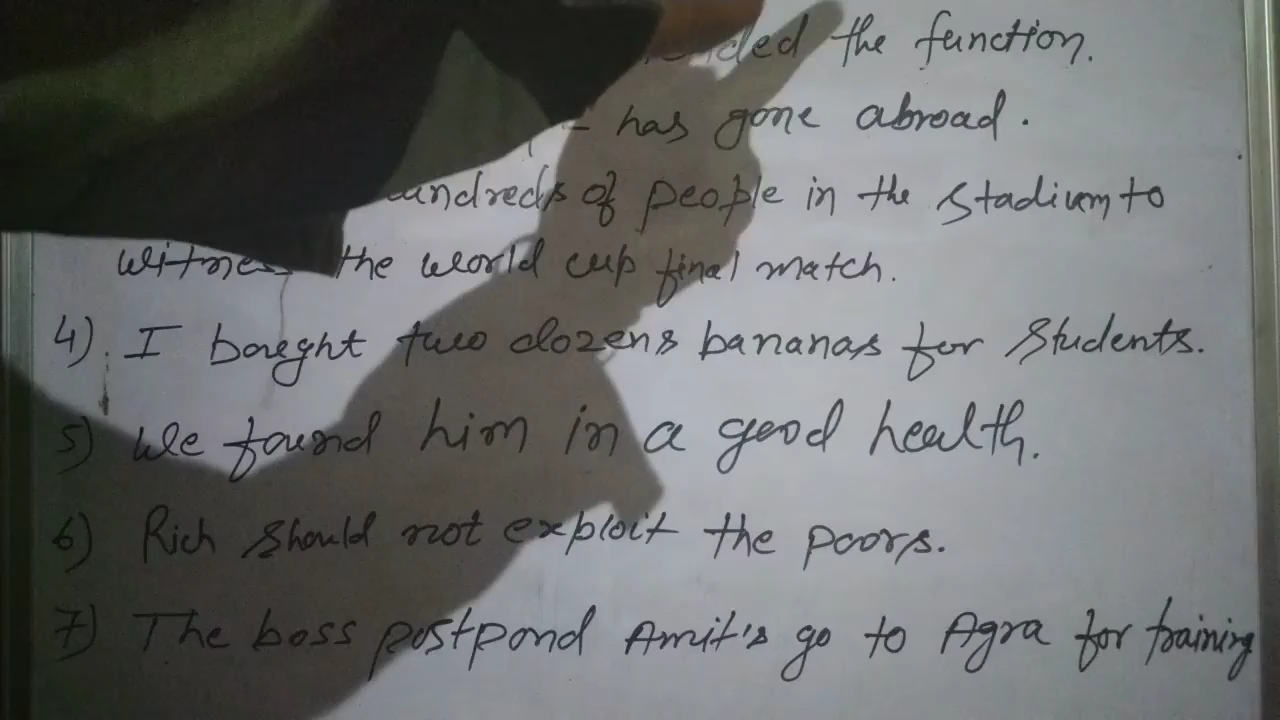 the function.
has gone abroad.
of people in the stadium to
witness the world cup final match.
4) I bought two dozens bananas for students.
5) We found him in a good health.
6) Rich should not exploit the poors.
7) The boss postpond Amit's go to Agra for training